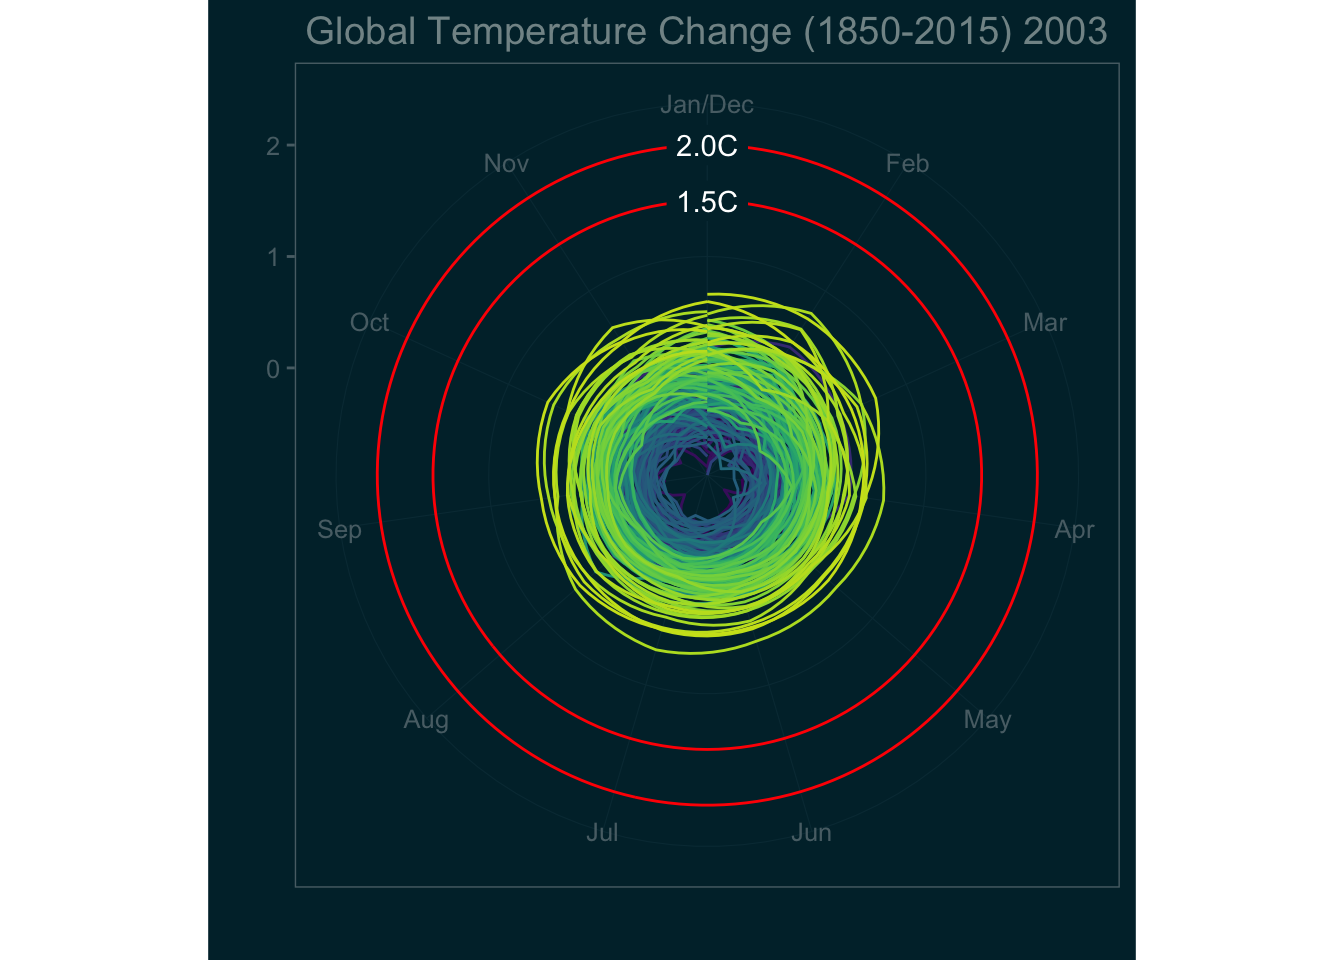 Global Temperature Change (1850-2015) 2003
Jan/Dec
2
2.0C
Nov
Feb
1.5C
1
Oct
Mar
0
Sep
Apr
Aug
May
Jul
Jun